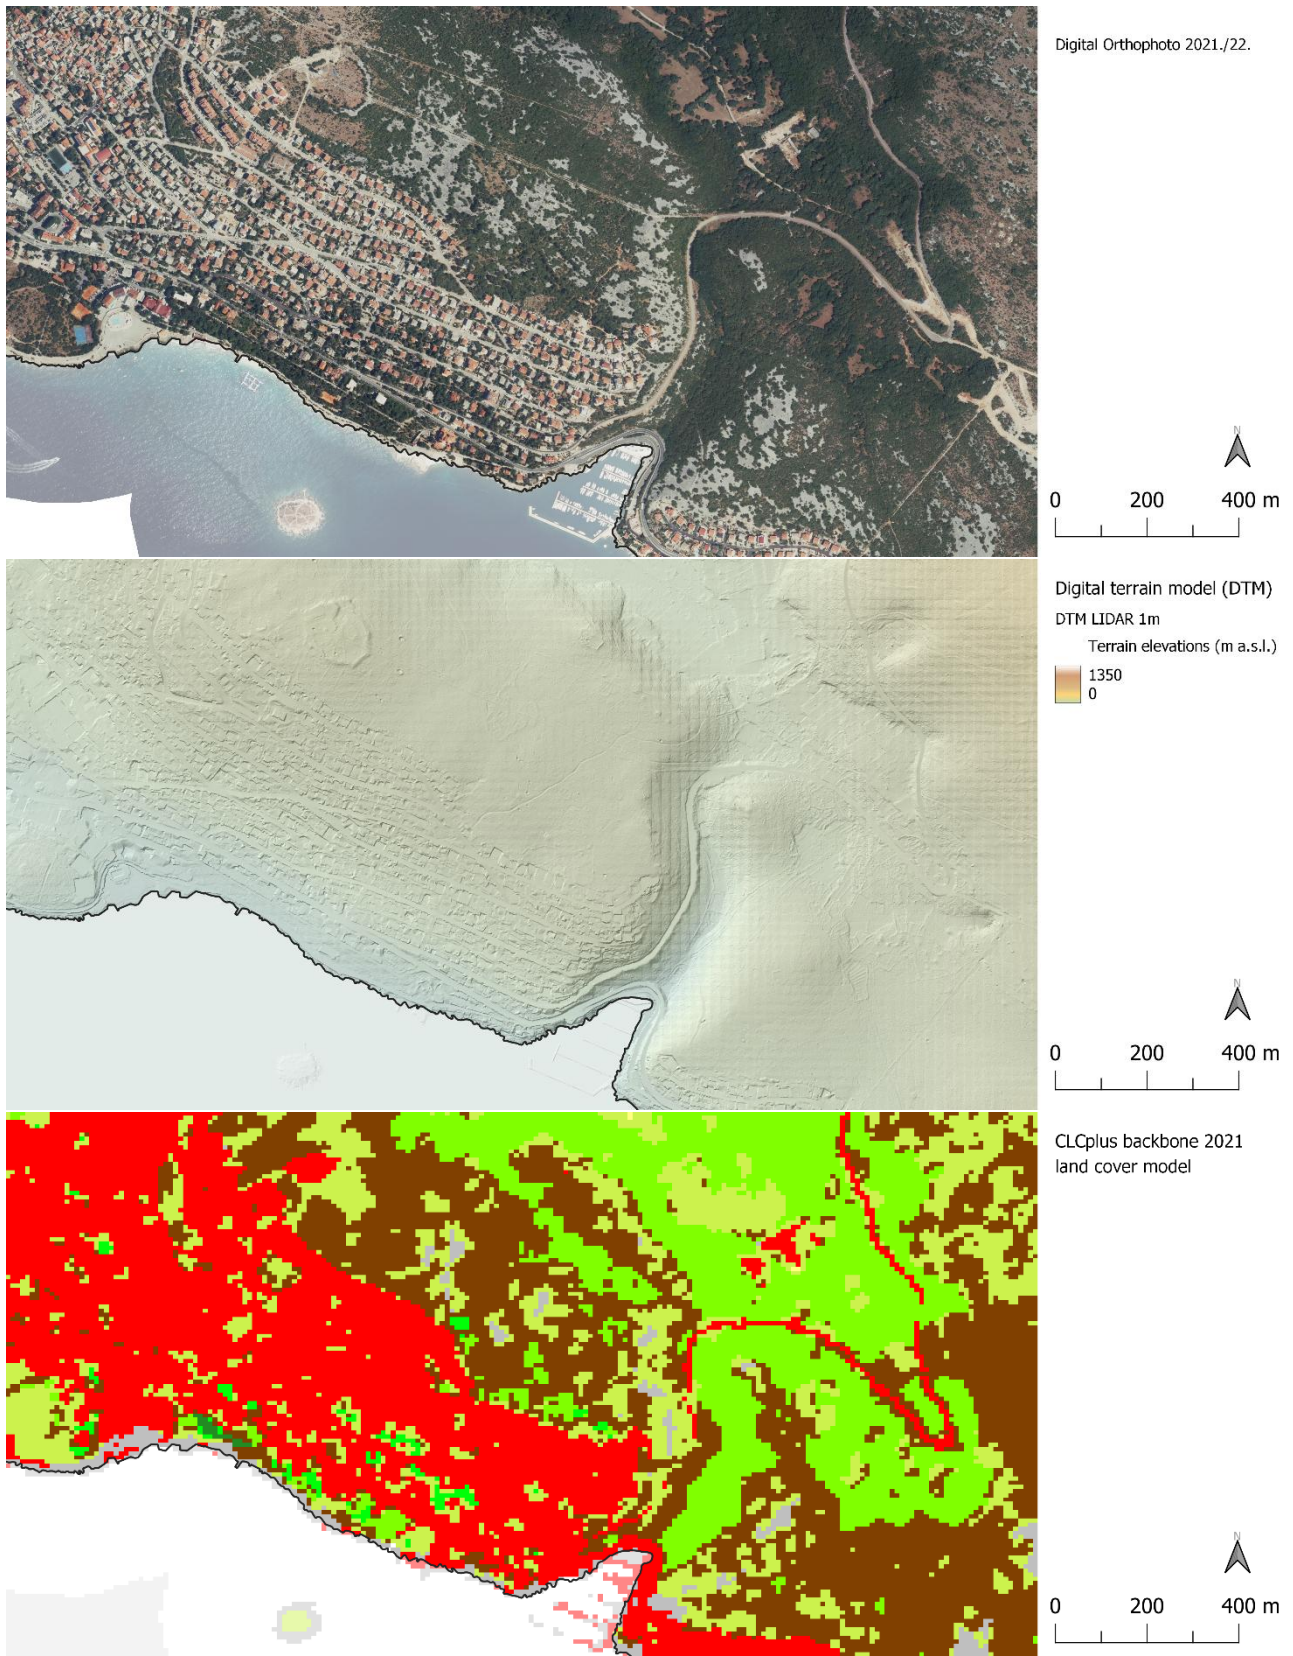 Digital Orthophoto 2021./22.
N
0 200 400 m
Digital terrain model (DTM)
DTM LIDAR 1m
Terrain elevations (m a.s.l.)
1350
0
N
0 200 400 m
CLCplus backbone 2021
land cover model
N
0 200 400 m